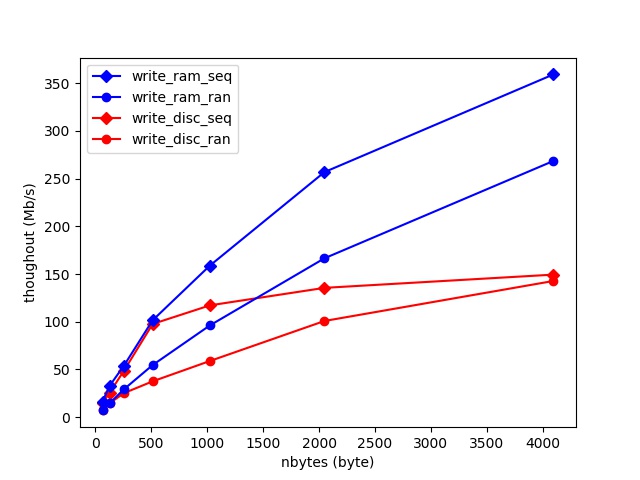 write_ram_seq
write_ram_ran
write_disc_seq
write_disc_ran
350
300
250
200
150
100
50
0
thoughout (Mb/s)
0 500 1000 1500 2000 2500 3000 3500 4000
nbytes (byte)